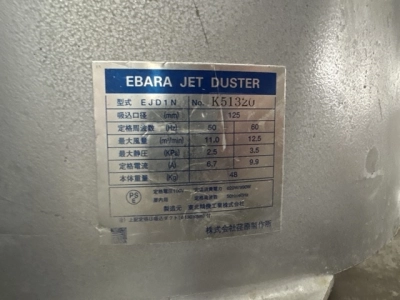 EBARA JET DUSTER
型式 EJD1N No. K51320
吸込口径 (mm) 125
定格周波数 (Hz) 50 60
最大風量 (m³/min) 11.0 12.5
最大静圧 (KPa) 2.5 3.5
定格電流 (A) 6.7 9.9
本体重量 (Kg) 46
株式会社荏原製作所